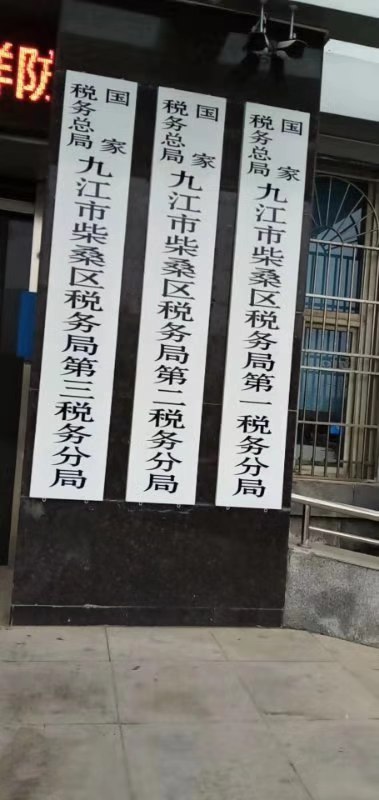 国家税务总局九江市柴桑区税务局第一税务分局
国家税务总局九江市柴桑区税务局第二税务分局
国家税务总局九江市柴桑区税务局第三税务分局